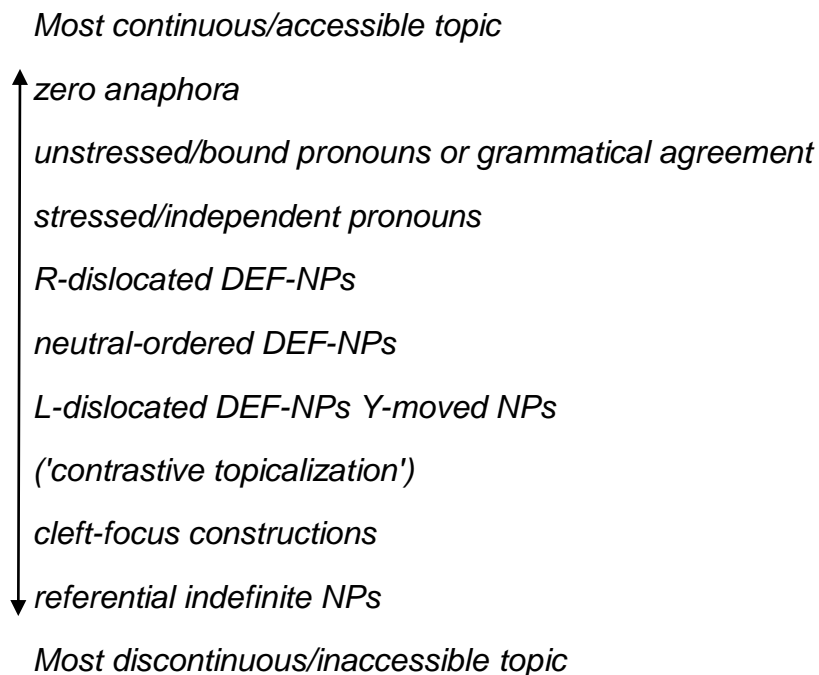 Most continuous/accessible topic
zero anaphora
unstressed/bound pronouns or grammatical agreement
stressed/independent pronouns
R-dislocated DEF-NPs
neutral-ordered DEF-NPs
L-dislocated DEF-NPs Y-moved NPs
('contrastive topicalization')
cleft-focus constructions
referential indefinite NPs
Most discontinuous/inaccessible topic